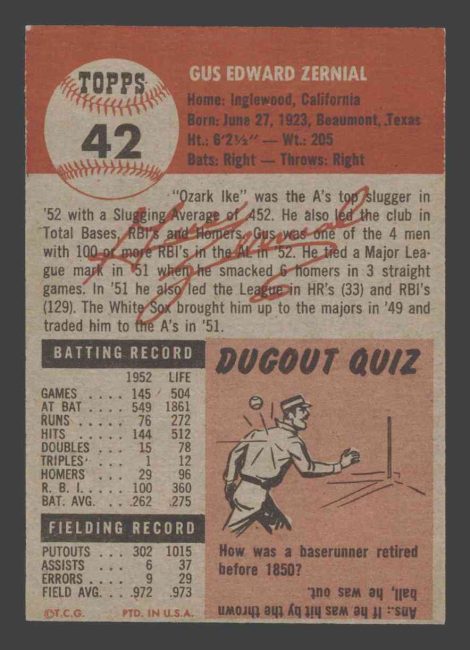 TOPPS
42
GUS EDWARD ZERNIAL
Home: Inglewood, California
Born: June 27, 1923, Beaumont, Texas
Ht.: 6'2½" — Wt.: 205
Bats: Right — Throws: Right
"Ozark Ike" was the A's top slugger in
'52 with a Slugging Average of .452. He also led the club in
Total Bases, RBI's and Homers. Gus was one of the 4 men
with 100 or more RBI's in the AL in '52. He tied a Major Lea-
gue mark in '51 when he smacked 6 homers in 3 straight
games. In '51 he also led the League in HR's (33) and RBI's
(129). The White Sox brought him up to the majors in '49 and
traded him to the A's in '51.
BATTING RECORD
1952 LIFE
GAMES .... 145 504
AT BAT .... 549 1861
RUNS .... 76 272
HITS .... 144 512
DOUBLES .... 15 78
TRIPLES .... 1 12
HOMERS .... 29 96
R. B. I. .... 100 360
BAT. AVG. ... .262 .275
FIELDING RECORD
PUTOUTS ... 302 1015
ASSISTS ... 6 37
ERRORS .... 9 29
FIELD AVG. .. .972 .973
©T.C.G. PTD. IN U.S.A.
DUGOUT QUIZ
How was a baserunner retired
before 1850?
Ans.: If he was hit by the thrown
ball, he was out.